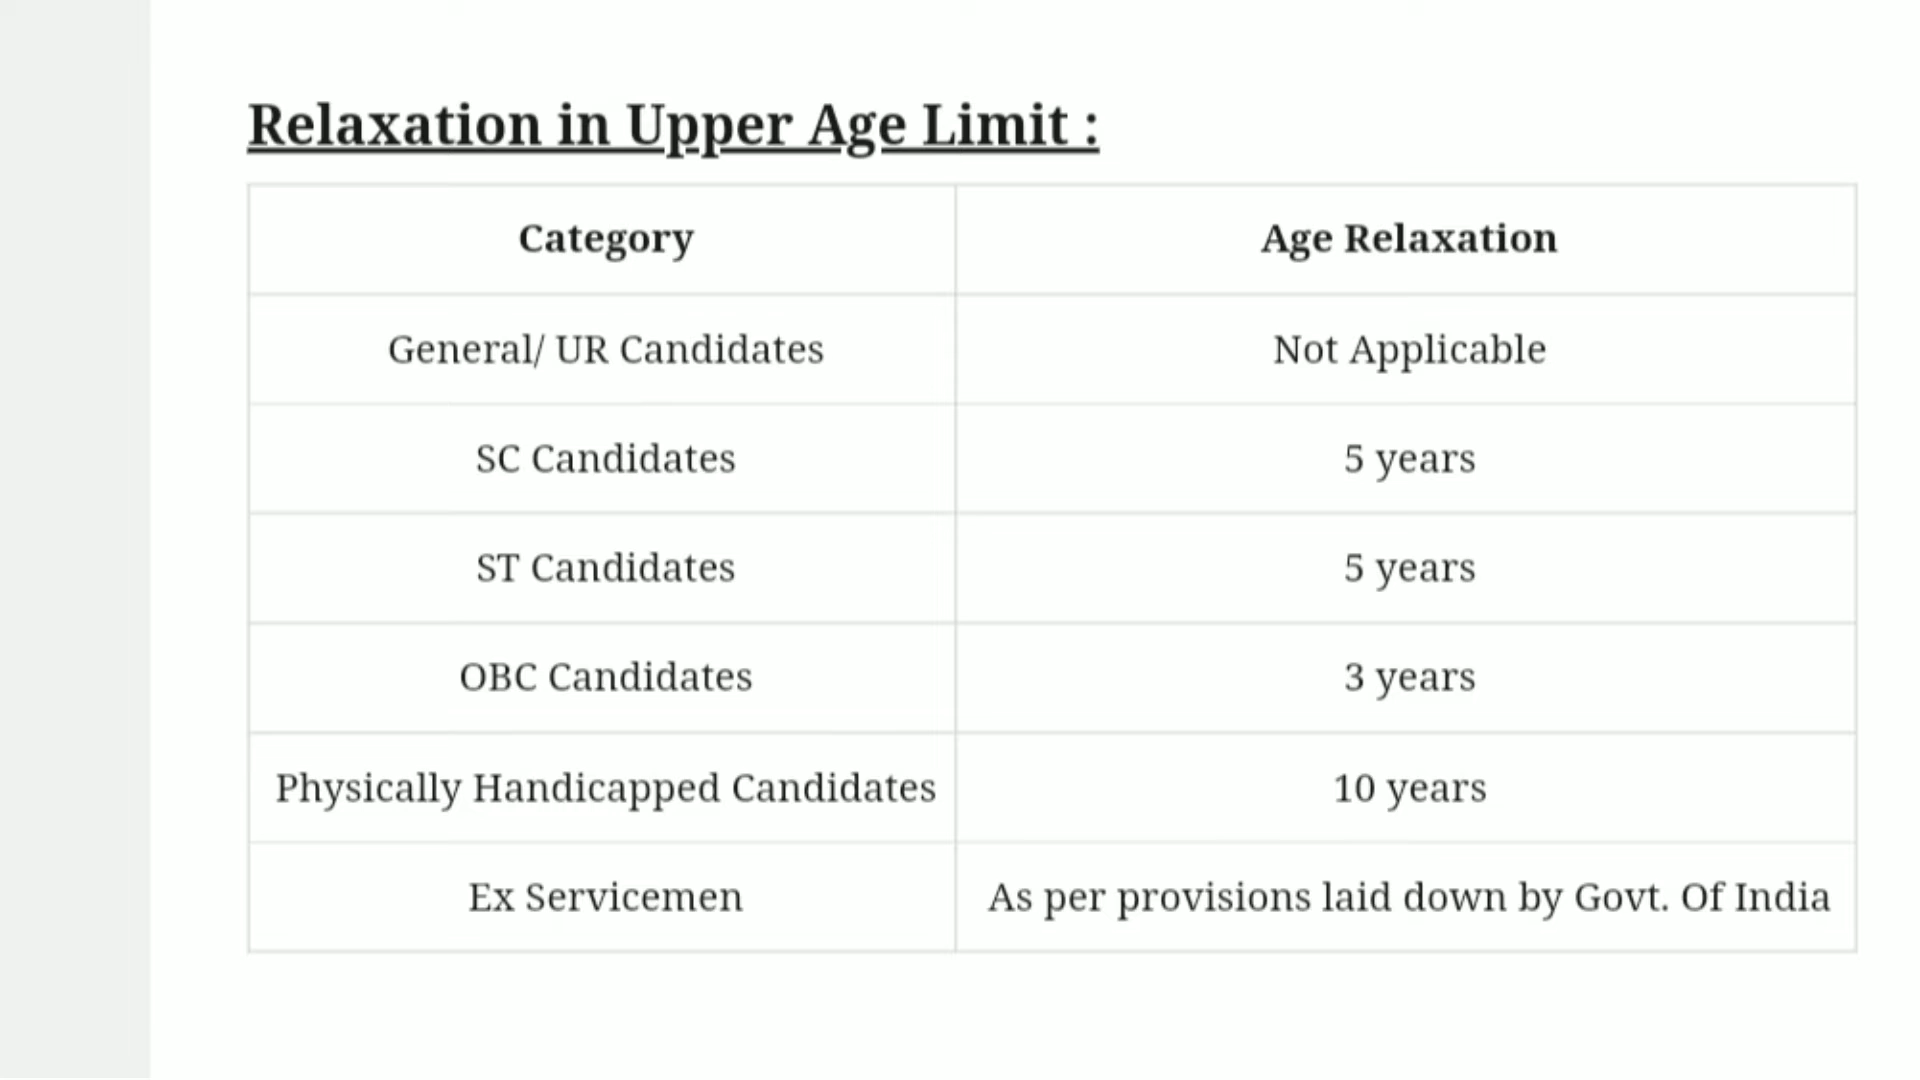 Relaxation in Upper Age Limit :
Category Age Relaxation
General/ UR Candidates Not Applicable
SC Candidates 5 years
ST Candidates 5 years
OBC Candidates 3 years
Physically Handicapped Candidates 10 years
Ex Servicemen As per provisions laid down by Govt. Of India